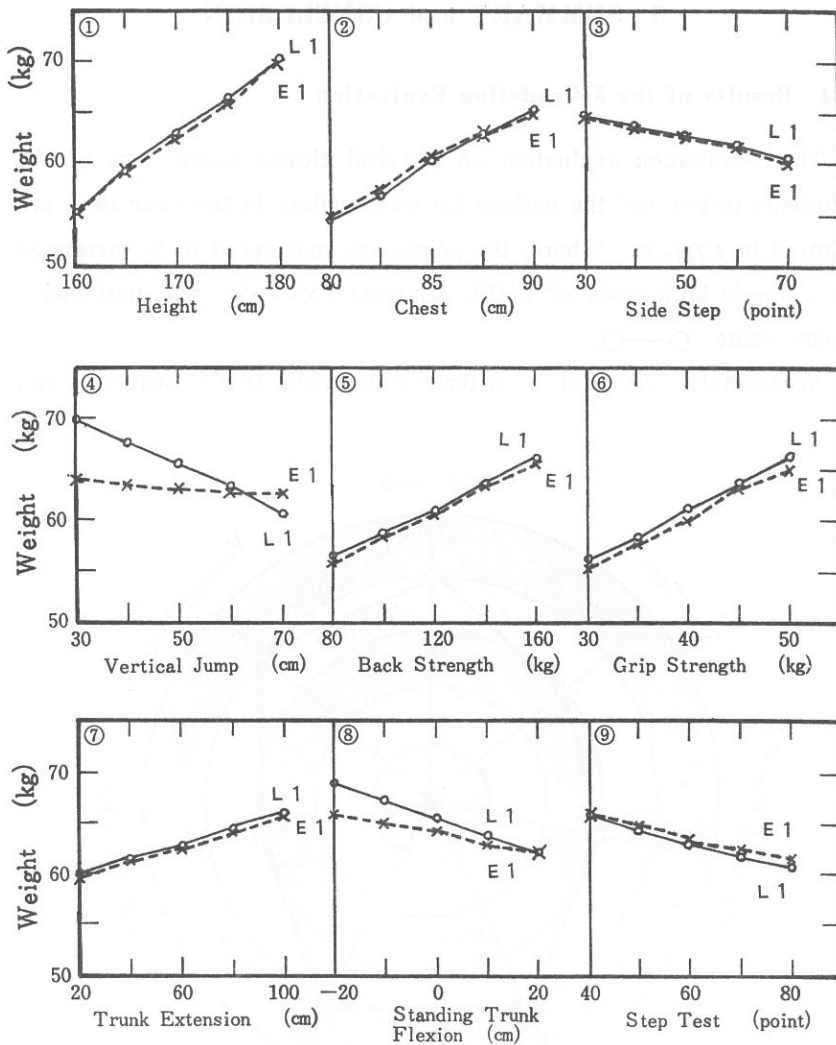 ① ② ③
Weight (kg)
70
60
50
L 1
E 1
L 1
E 1
L 1
E 1
160 170 180
80 85 90
30 50 70
Height (cm)
Chest (cm)
Side Step (point)
④ ⑤ ⑥
Weight (kg)
70
60
50
E 1
L 1
L 1
E 1
L 1
E 1
30 50 70
80 120 160
30 40 50
Vertical Jump (cm)
Back Strength (kg)
Grip Strength (kg)
⑦ ⑧ ⑨
Weight (kg)
70
60
50
L 1
E 1
L 1
E 1
E 1
L 1
20 60 100
-20 0 20
40 60 80
Trunk Extension (cm)
Standing Trunk
Flexion (cm)
Step Test (point)